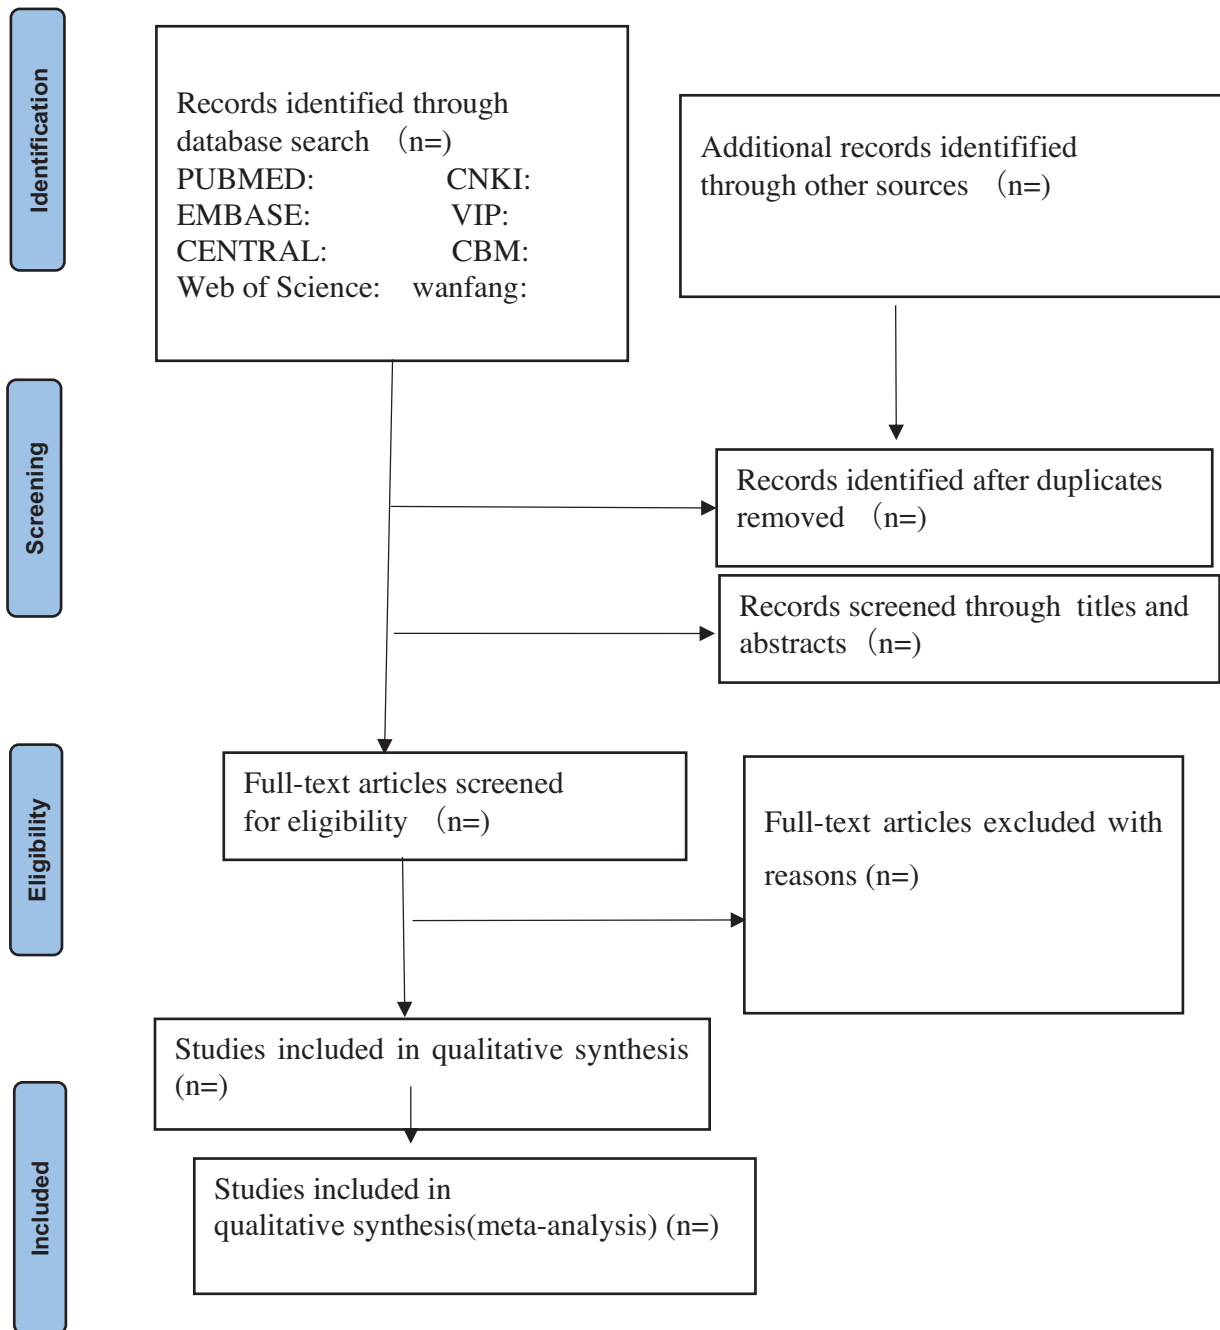 Identification
Records identified through
database search （n=)
PUBMED: CNKI:
EMBASE: VIP:
CENTRAL: CBM:
Web of Science: wanfang:
Additional records identifified
through other sources （n=)
Screening
Records identified after duplicates
removed （n=)
Records screened through titles and
abstracts （n=)
Eligibility
Full-text articles screened
for eligibility （n=)
Full-text articles excluded with
reasons (n=)
Studies included in qualitative synthesis
(n=)
Included
Studies included in
qualitative synthesis(meta-analysis) (n=)